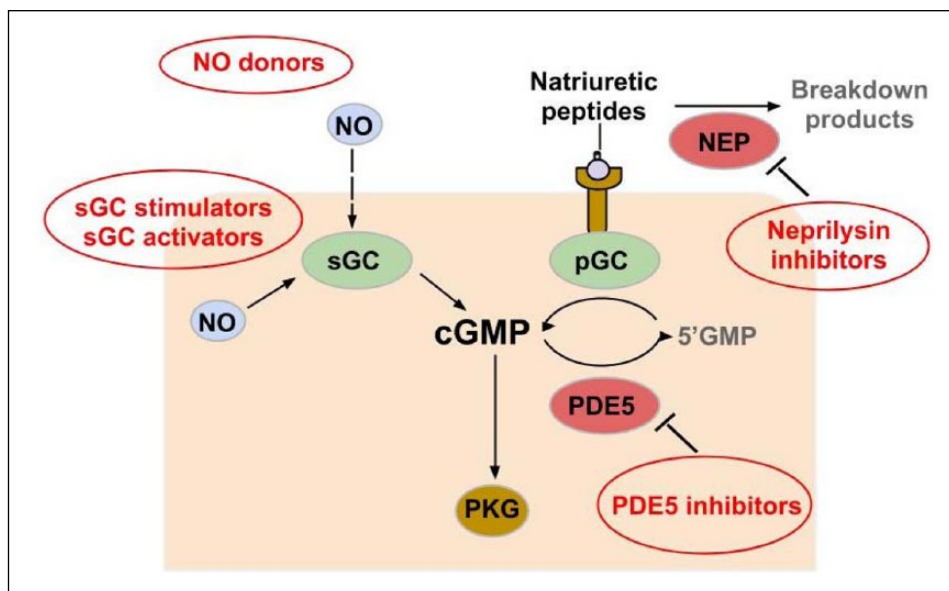 NO donors
NO
Natriuretic
peptides
Breakdown
products
NEP
sGC stimulators
sGC activators
sGC
pGC
Neprilysin
inhibitors
NO
cGMP
5'GMP
PDE5
PKG
PDE5 inhibitors